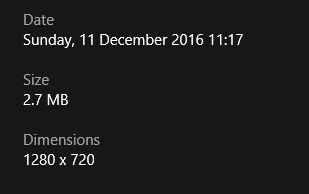 Date
Sunday, 11 December 2016 11:17
Size
2.7 MB
Dimensions
1280 x 720